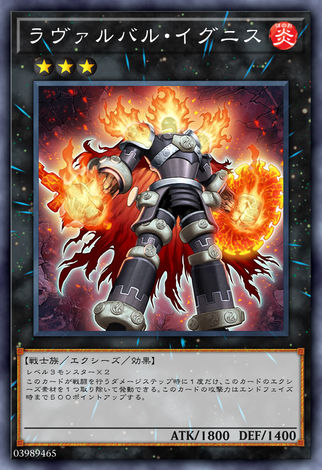 ラヴァルバル・イグニス
ほのお
炎
【戦士族／エクシーズ／効果】
レベル３モンスター×２
このカードが戦闘を行うダメージステップ時に１度だけ、このカードのエクシ
ーズ素材を１つ取り除いて発動できる。このカードの攻撃力はエンドフェイズ
時まで５００ポイントアップする。
ATK/1800 DEF/1400
03989465